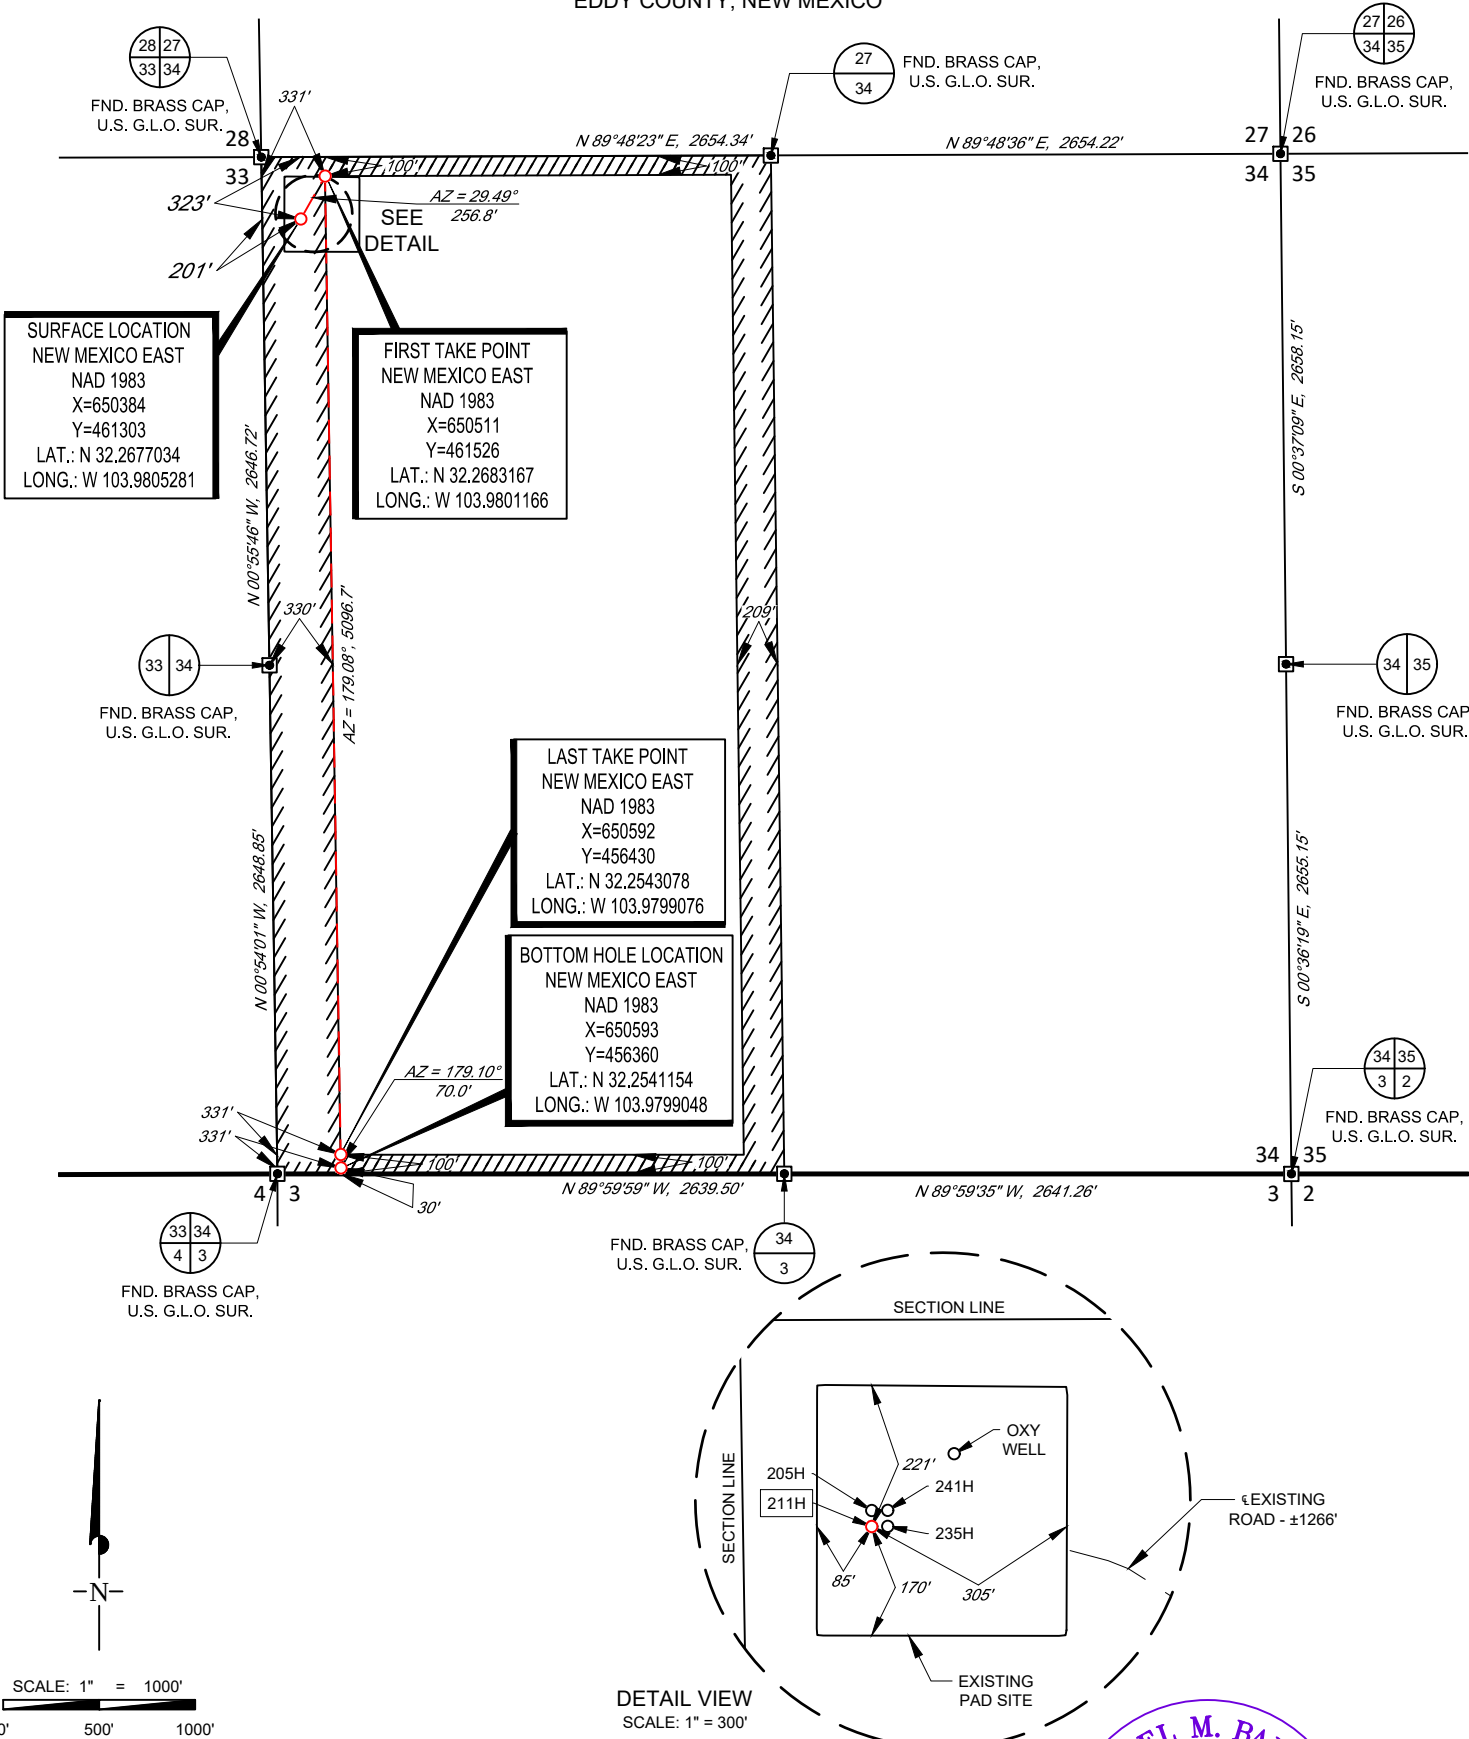 EDDY COUNTY, NEW MEXICO
28 27
33 34
FND. BRASS CAP,
U.S. G.L.O. SUR.
331'
27
34
FND. BRASS CAP,
U.S. G.L.O. SUR.
27 26
34 35
FND. BRASS CAP,
U.S. G.L.O. SUR.
28
33
N 89°48'23" E, 2654.34'
N 89°48'36" E, 2654.22'
27 26
34 35
100'
100'
323'
AZ = 29.49°
256.8'
SEE
DETAIL
201'
SURFACE LOCATION
NEW MEXICO EAST
NAD 1983
X=650384
Y=461303
LAT.: N 32.2677034
LONG.: W 103.9805281
FIRST TAKE POINT
NEW MEXICO EAST
NAD 1983
X=650511
Y=461526
LAT.: N 32.2683167
LONG.: W 103.9801166
N 00°55'46" W, 2646.72'
S 00°37'09" E, 2658.15'
330'
209'
AZ = 179.08°, 5096.7'
33 34
FND. BRASS CAP,
U.S. G.L.O. SUR.
34 35
FND. BRASS CAP
U.S. G.L.O. SUR.
LAST TAKE POINT
NEW MEXICO EAST
NAD 1983
X=650592
Y=456430
LAT.: N 32.2543078
LONG.: W 103.9799076
N 00°54'01" W, 2648.85'
S 00°36'19" E, 2655.15'
BOTTOM HOLE LOCATION
NEW MEXICO EAST
NAD 1983
X=650593
Y=456360
LAT.: N 32.2541154
LONG.: W 103.9799048
AZ = 179.10°
70.0'
331'
331'
100'
100'
34 35
3 2
FND. BRASS CAP,
U.S. G.L.O. SUR.
34 35
3 2
4 3
30'
N 89°59'59" W, 2639.50'
N 89°59'35" W, 2641.26'
33 34
4 3
FND. BRASS CAP,
U.S. G.L.O. SUR.
FND. BRASS CAP,
U.S. G.L.O. SUR.
34
3
SECTION LINE
SECTION LINE
OXY
WELL
221'
205H
241H
211H
235H
85'
170'
305'
℄EXISTING
ROAD - ±1266'
EXISTING
PAD SITE
-N-
SCALE: 1" = 1000'
0' 500' 1000'
DETAIL VIEW
SCALE: 1" = 300'